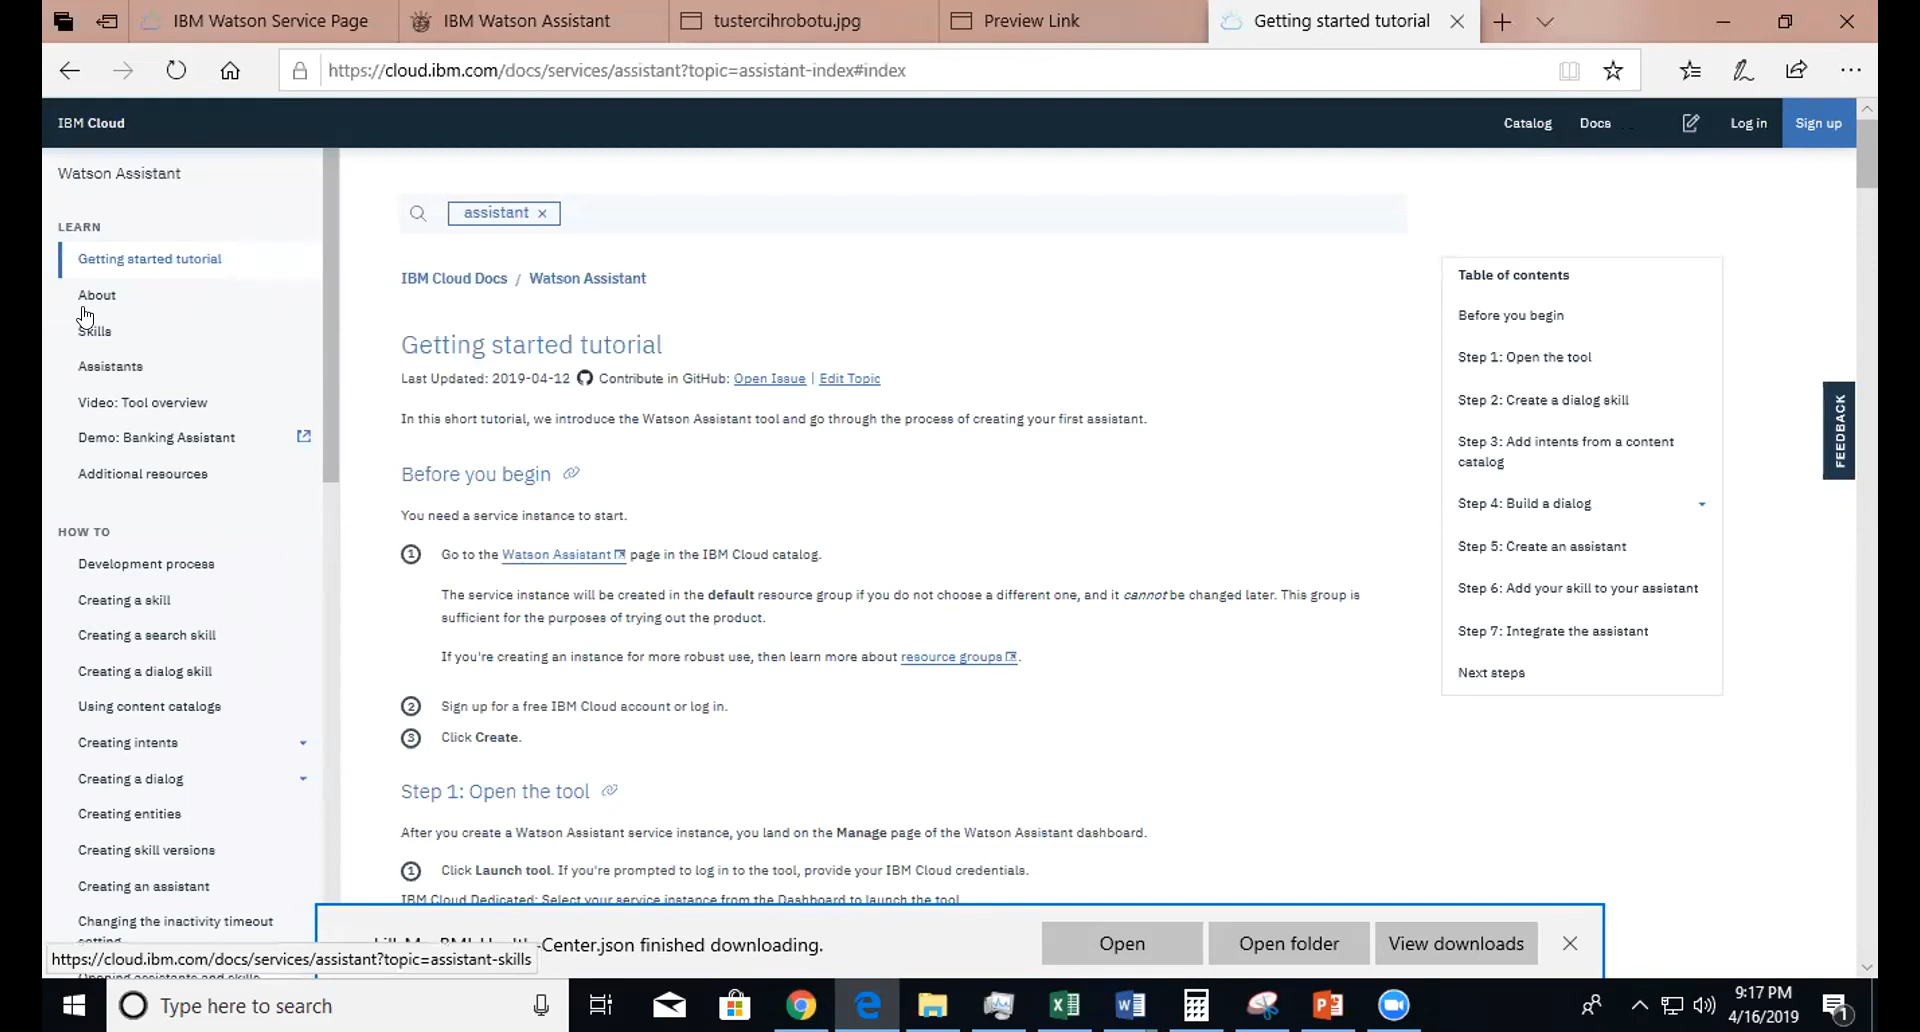 IBM Watson Service Page
IBM Watson Assistant
tustercihrobotu.jpg
Preview Link
Getting started tutorial
https://cloud.ibm.com/docs/services/assistant?topic=assistant-index#index
IBM Cloud
Catalog
Docs
Log in
Sign up
Watson Assistant
LEARN
Getting started tutorial
About
Skills
Assistants
Video: Tool overview
Demo: Banking Assistant
Additional resources
HOW TO
Development process
Creating a skill
Creating a search skill
Creating a dialog skill
Using content catalogs
Creating intents
Creating a dialog
Creating entities
Creating skill versions
Creating an assistant
Changing the inactivity timeout
https://cloud.ibm.com/docs/services/assistant?topic=assistant-skills
assistant ×
IBM Cloud Docs / Watson Assistant
Getting started tutorial
Last Updated: 2019-04-12 Contribute in GitHub: Open Issue | Edit Topic
In this short tutorial, we introduce the Watson Assistant tool and go through the process of creating your first assistant.
Before you begin
You need a service instance to start.
1 Go to the Watson Assistant page in the IBM Cloud catalog.
The service instance will be created in the default resource group if you do not choose a different one, and it cannot be changed later. This group is
sufficient for the purposes of trying out the product.
If you're creating an instance for more robust use, then learn more about resource groups.
2 Sign up for a free IBM Cloud account or log in.
3 Click Create.
Step 1: Open the tool
After you create a Watson Assistant service instance, you land on the Manage page of the Watson Assistant dashboard.
1 Click Launch tool. If you're prompted to log in to the tool, provide your IBM Cloud credentials.
IBM Cloud Dedicated: Select your service instance from the Dashboard to launch the tool
Table of contents
Before you begin
Step 1: Open the tool
Step 2: Create a dialog skill
Step 3: Add intents from a content
catalog
Step 4: Build a dialog
Step 5: Create an assistant
Step 6: Add your skill to your assistant
Step 7: Integrate the assistant
Next steps
FEEDBACK
-Center.json finished downloading.
Open
Open folder
View downloads
Type here to search
9:17 PM
4/16/2019
1